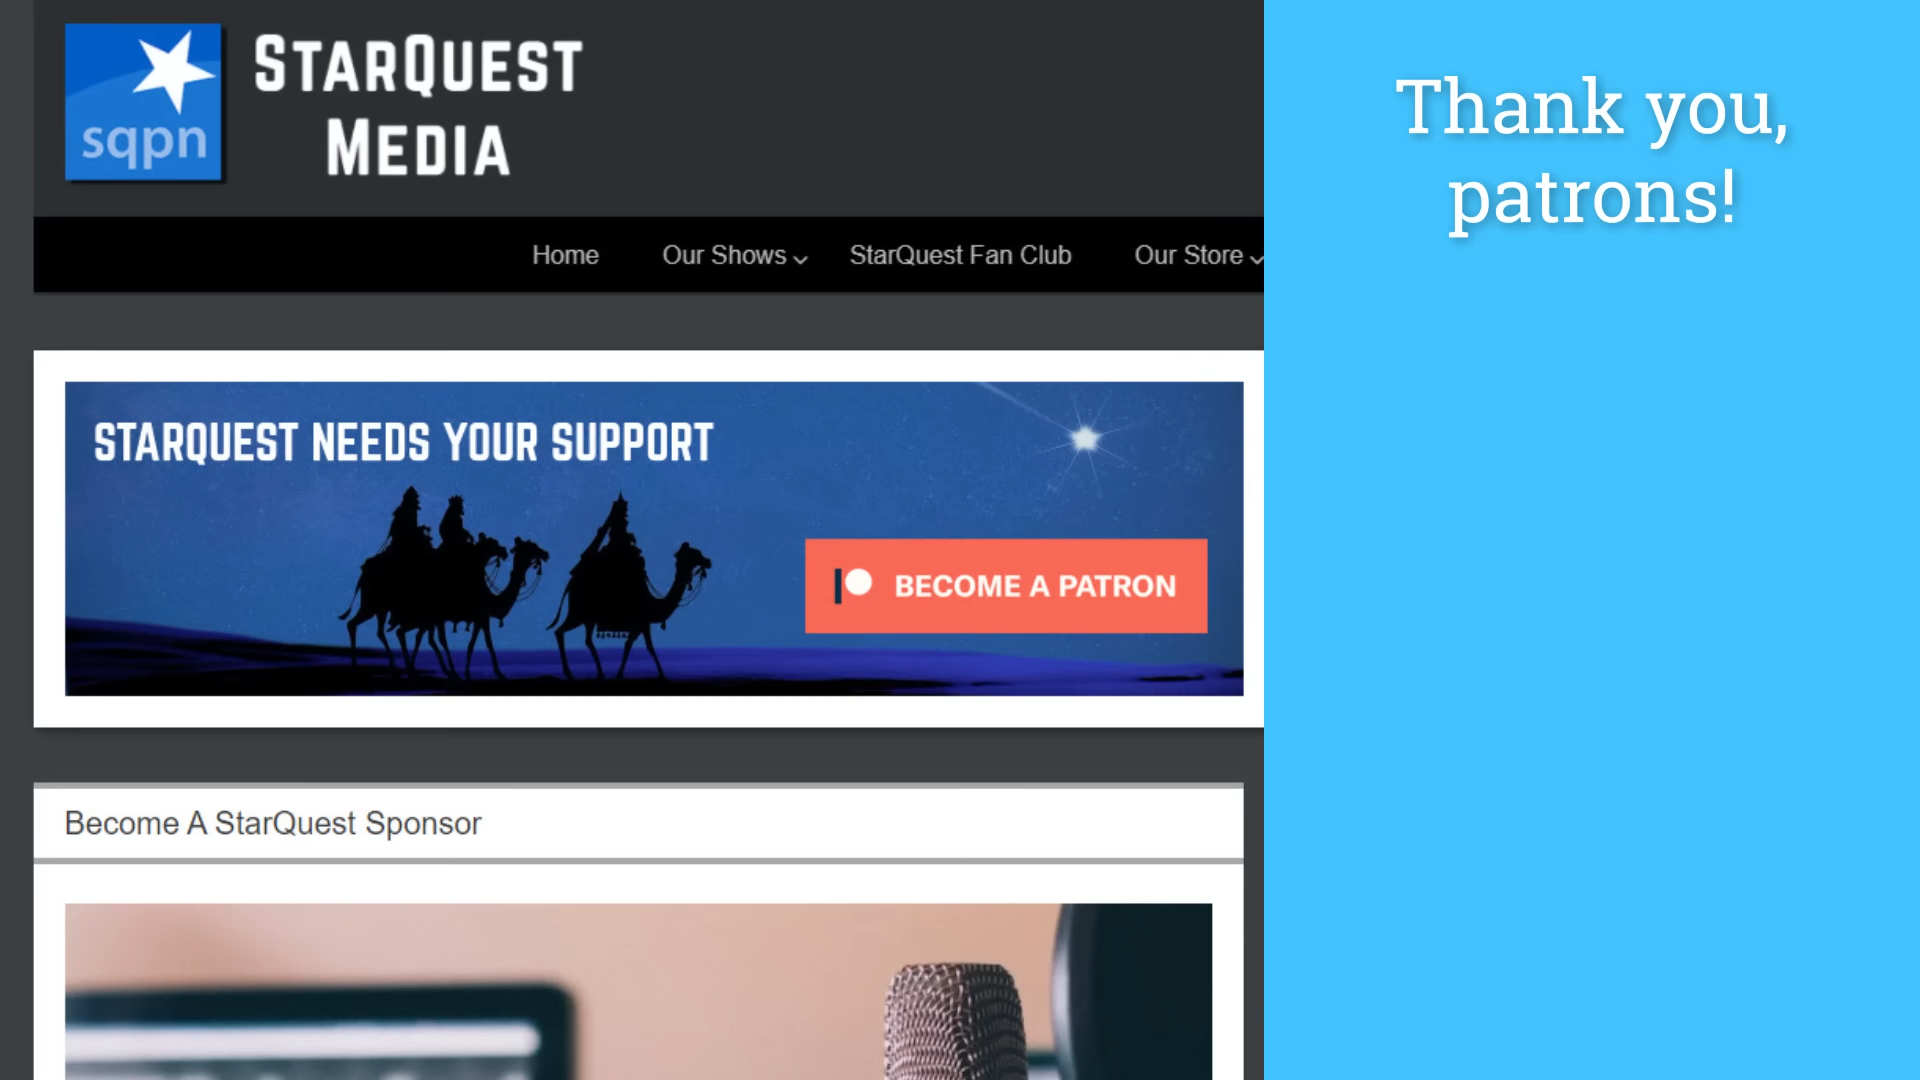 sqpn
STARQUEST
MEDIA
Home
Our Shows
StarQuest Fan Club
Our Store
STARQUEST NEEDS YOUR SUPPORT
BECOME A PATRON
Become A StarQuest Sponsor
Thank you,
patrons!